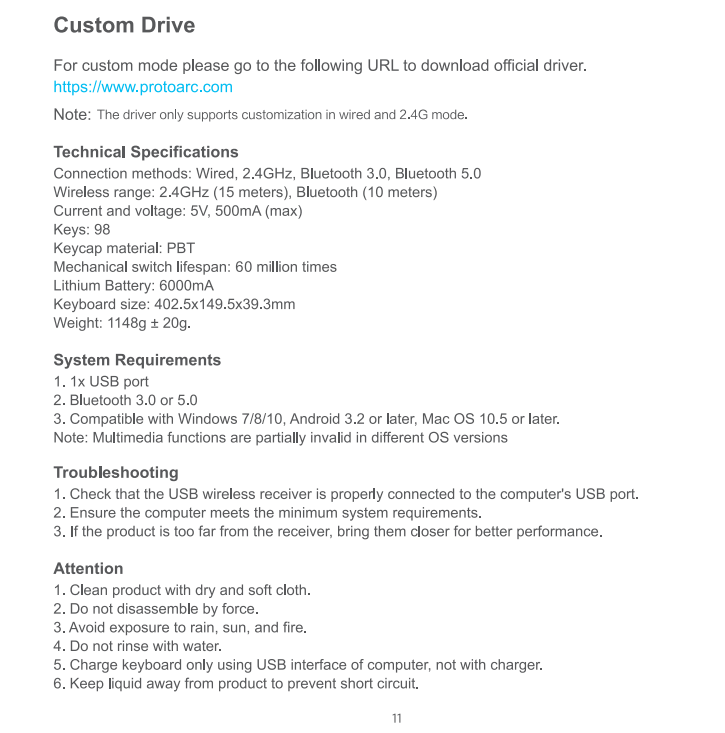 Custom Drive
For custom mode please go to the following URL to download official driver.
https://www.protoarc.com
Note: The driver only supports customization in wired and 2.4G mode.
Technical Specifications
Connection methods: Wired, 2.4GHz, Bluetooth 3.0, Bluetooth 5.0
Wireless range: 2.4GHz (15 meters), Bluetooth (10 meters)
Current and voltage: 5V, 500mA (max)
Keys: 98
Keycap material: PBT
Mechanical switch lifespan: 60 million times
Lithium Battery: 6000mA
Keyboard size: 402.5x149.5x39.3mm
Weight: 1148g ± 20g.
System Requirements
1. 1x USB port
2. Bluetooth 3.0 or 5.0
3. Compatible with Windows 7/8/10, Android 3.2 or later, Mac OS 10.5 or later.
Note: Multimedia functions are partially invalid in different OS versions
Troubleshooting
1. Check that the USB wireless receiver is properly connected to the computer's USB port.
2. Ensure the computer meets the minimum system requirements.
3. If the product is too far from the receiver, bring them closer for better performance.
Attention
1. Clean product with dry and soft cloth.
2. Do not disassemble by force.
3. Avoid exposure to rain, sun, and fire.
4. Do not rinse with water.
5. Charge keyboard only using USB interface of computer, not with charger.
6. Keep liquid away from product to prevent short circuit.
11